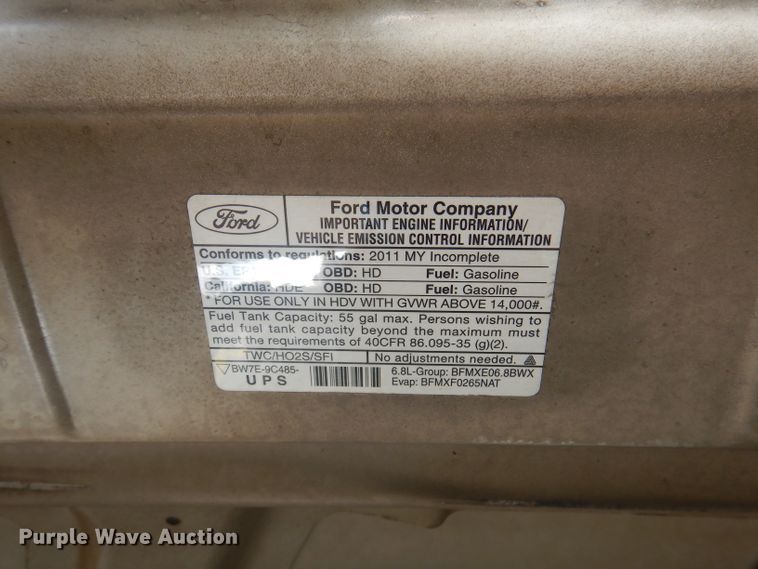 Ford
Ford Motor Company
IMPORTANT ENGINE INFORMATION/
VEHICLE EMISSION CONTROL INFORMATION
Conforms to regulations: 2011 MY Incomplete
U.S. OBD: HD Fuel: Gasoline
California: HDE OBD: HD Fuel: Gasoline
*FOR USE ONLY IN HDV WITH GVWR ABOVE 14,000#.
Fuel Tank Capacity: 55 gal max. Persons wishing to
add fuel tank capacity beyond the maximum must
meet the requirements of 40CFR 86.095-35 (g)(2).
TWC/HO2S/SFI No adjustments needed.
BW7E-9C485-
UPS
6.8L-Group: BFMXE06.8BWX
Evap: BFMXF0265NAT
Purple Wave Auction